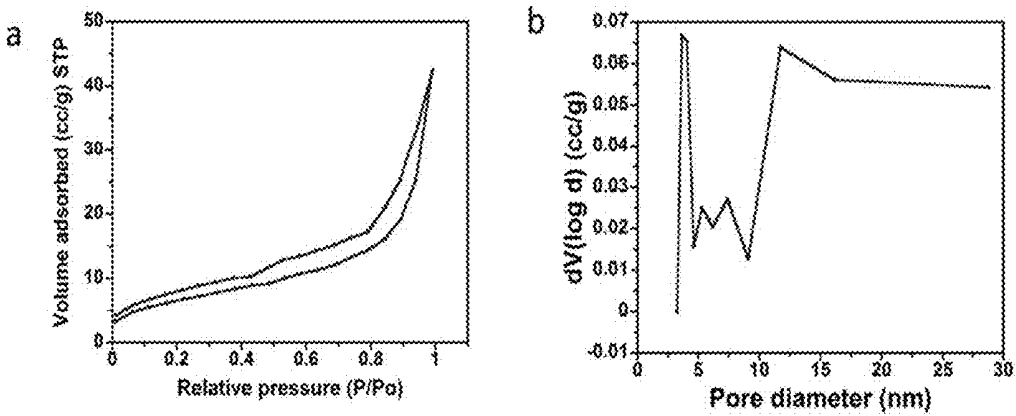 a
50
40
30
20
10
0
Volume adsorbed (cc/g) STP
0 0.2 0.4 0.6 0.8 1
Relative pressure (P/Po)
b
0.07
0.06
0.05
0.04
0.03
0.02
0.01
0
-0.01
dV(log d) (cc/g)
0 5 10 15 20 25 30
Pore diameter (nm)